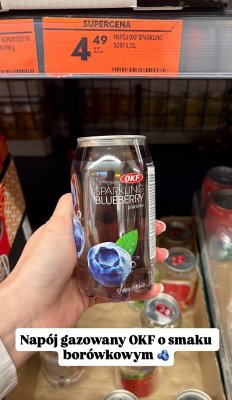 SUPERCENA
4 49
NAPÓJ OKF SPARKLING
SORT 0,35L
OKF
SPARKLING
BLUEBERRY
Napój gazowany OKF o smaku
borówkowym 🫐